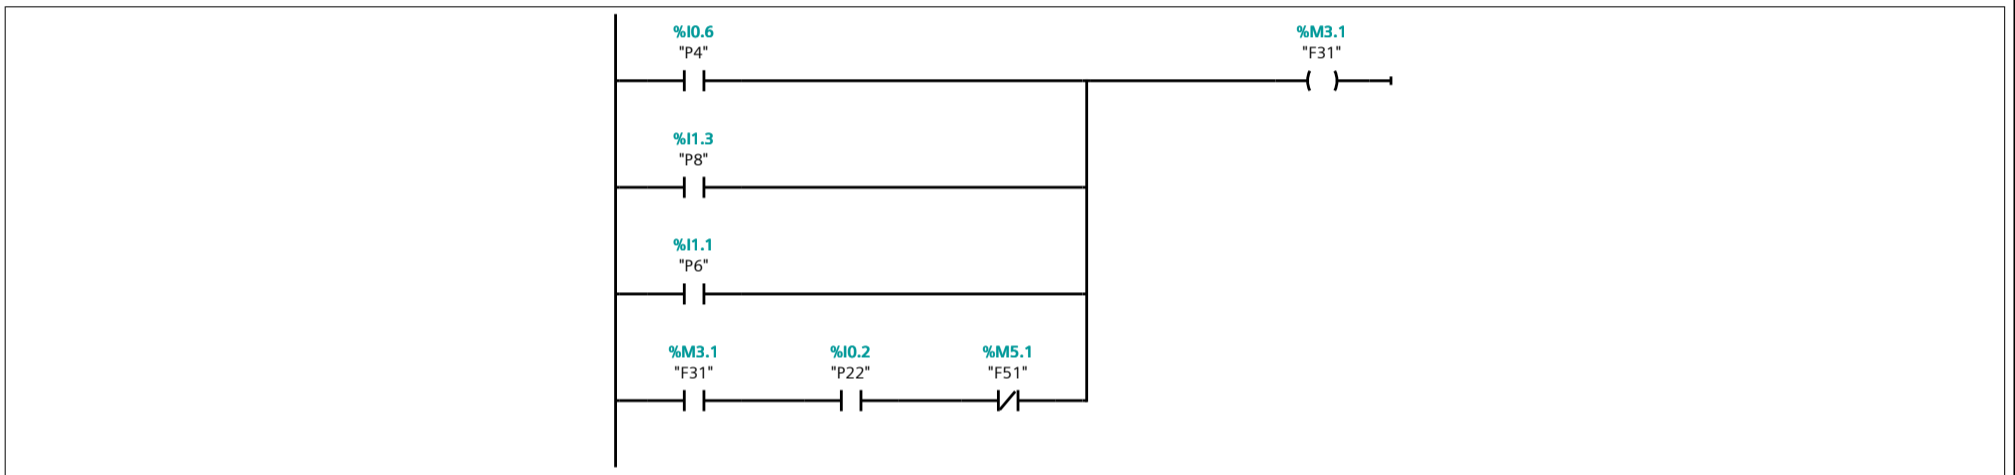 %I0.6
"P4"
%M3.1
"F31"
%I1.3
"P8"
%I1.1
"P6"
%M3.1
"F31"
%I0.2
"P22"
%M5.1
"F51"